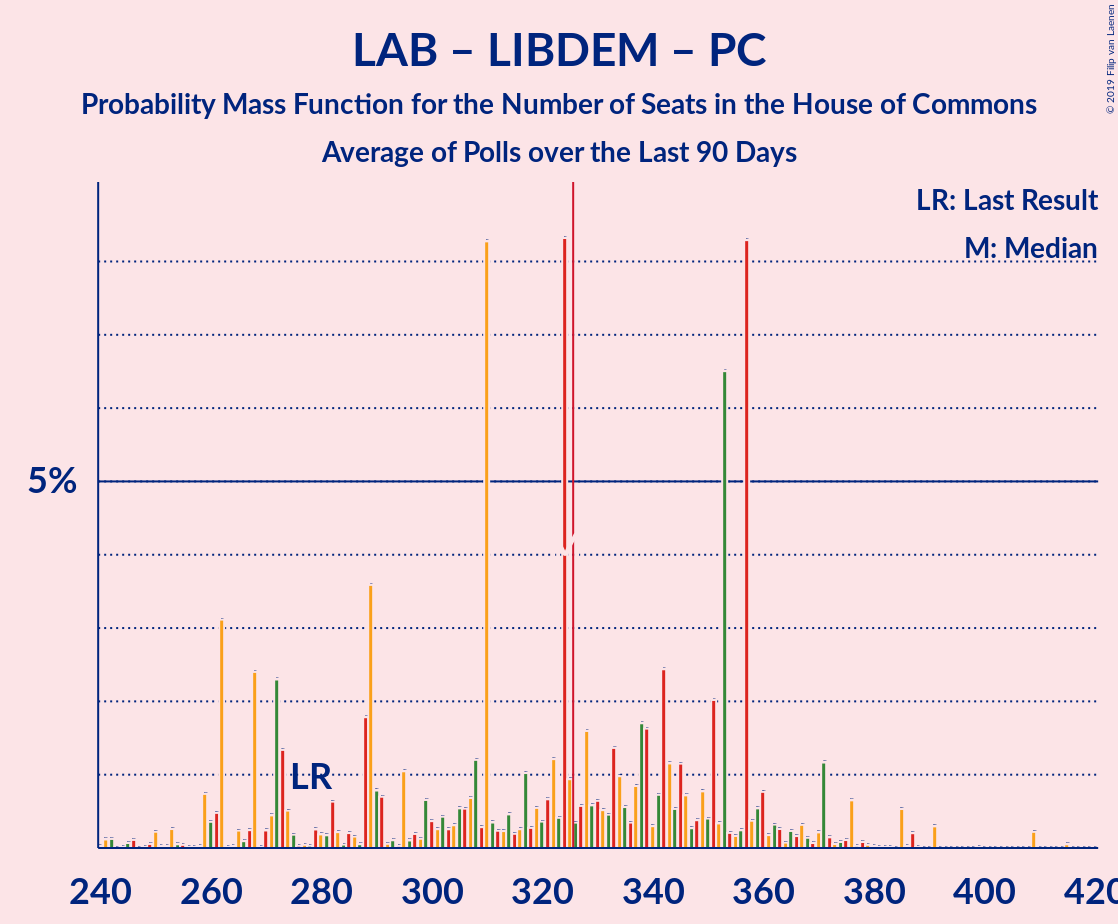 LAB – LIBDEM – PC
Probability Mass Function for the Number of Seats in the House of Commons
Average of Polls over the Last 90 Days
© 2019 Filip van Laenen
LR: Last Result
M: Median
5%
LR
240 260 280 300 320 340 360 380 400 420